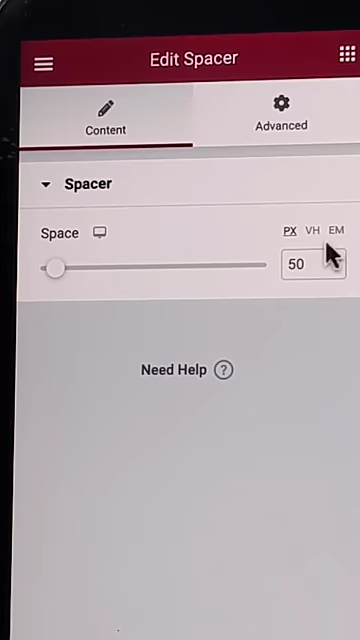 Edit Spacer
Content
Advanced
Spacer
Space
PX VH EM
50
Need Help ?